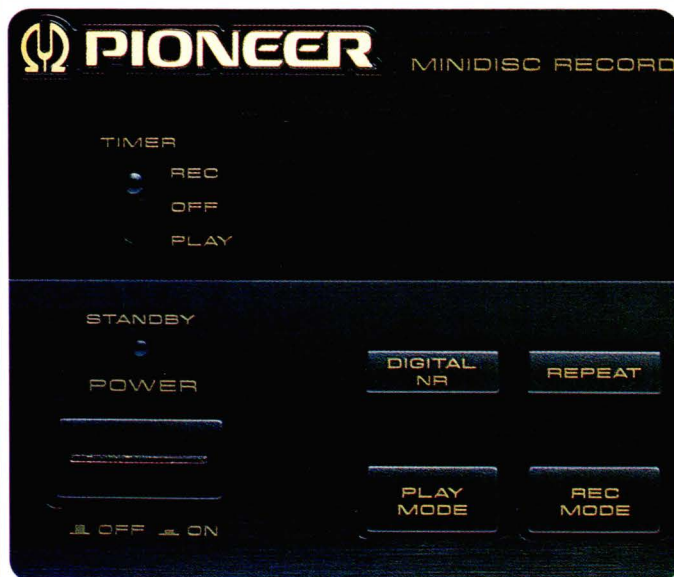 PIONEER
MINIDISC RECORD
TIMER
REC
OFF
PLAY
STANDBY
POWER
OFF ON
DIGITAL
NR
REPEAT
PLAY
MODE
REC
MODE